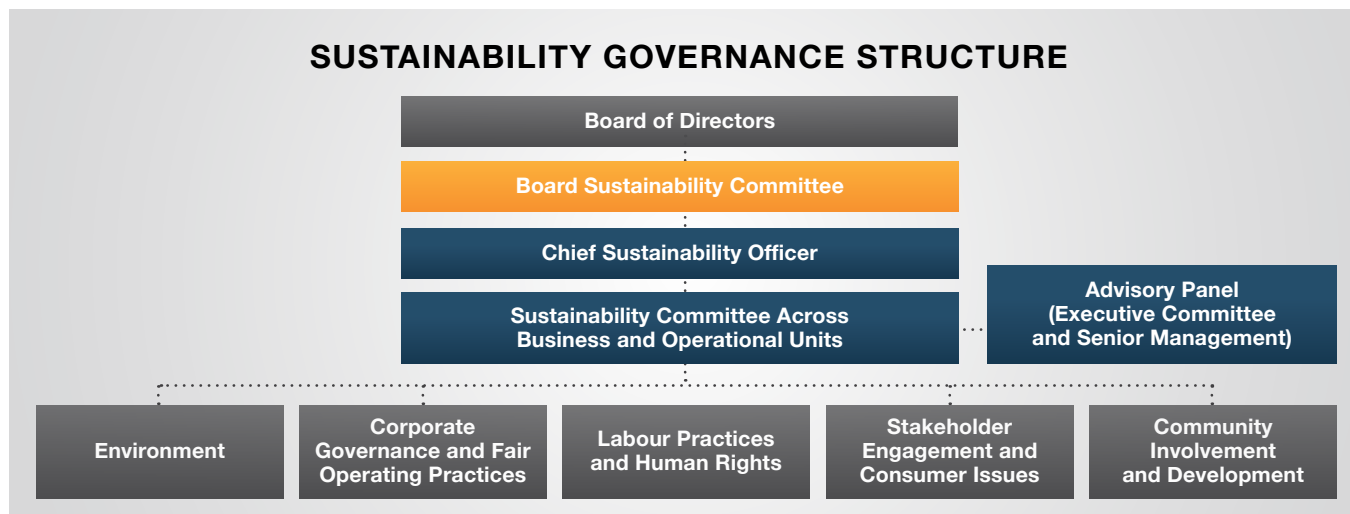 SUSTAINABILITY GOVERNANCE STRUCTURE
Board of Directors
Board Sustainability Committee
Chief Sustainability Officer
Sustainability Committee Across
Business and Operational Units
Advisory Panel
(Executive Committee
and Senior Management)
Environment
Corporate
Governance and Fair
Operating Practices
Labour Practices
and Human Rights
Stakeholder
Engagement and
Consumer Issues
Community
Involvement
and Development